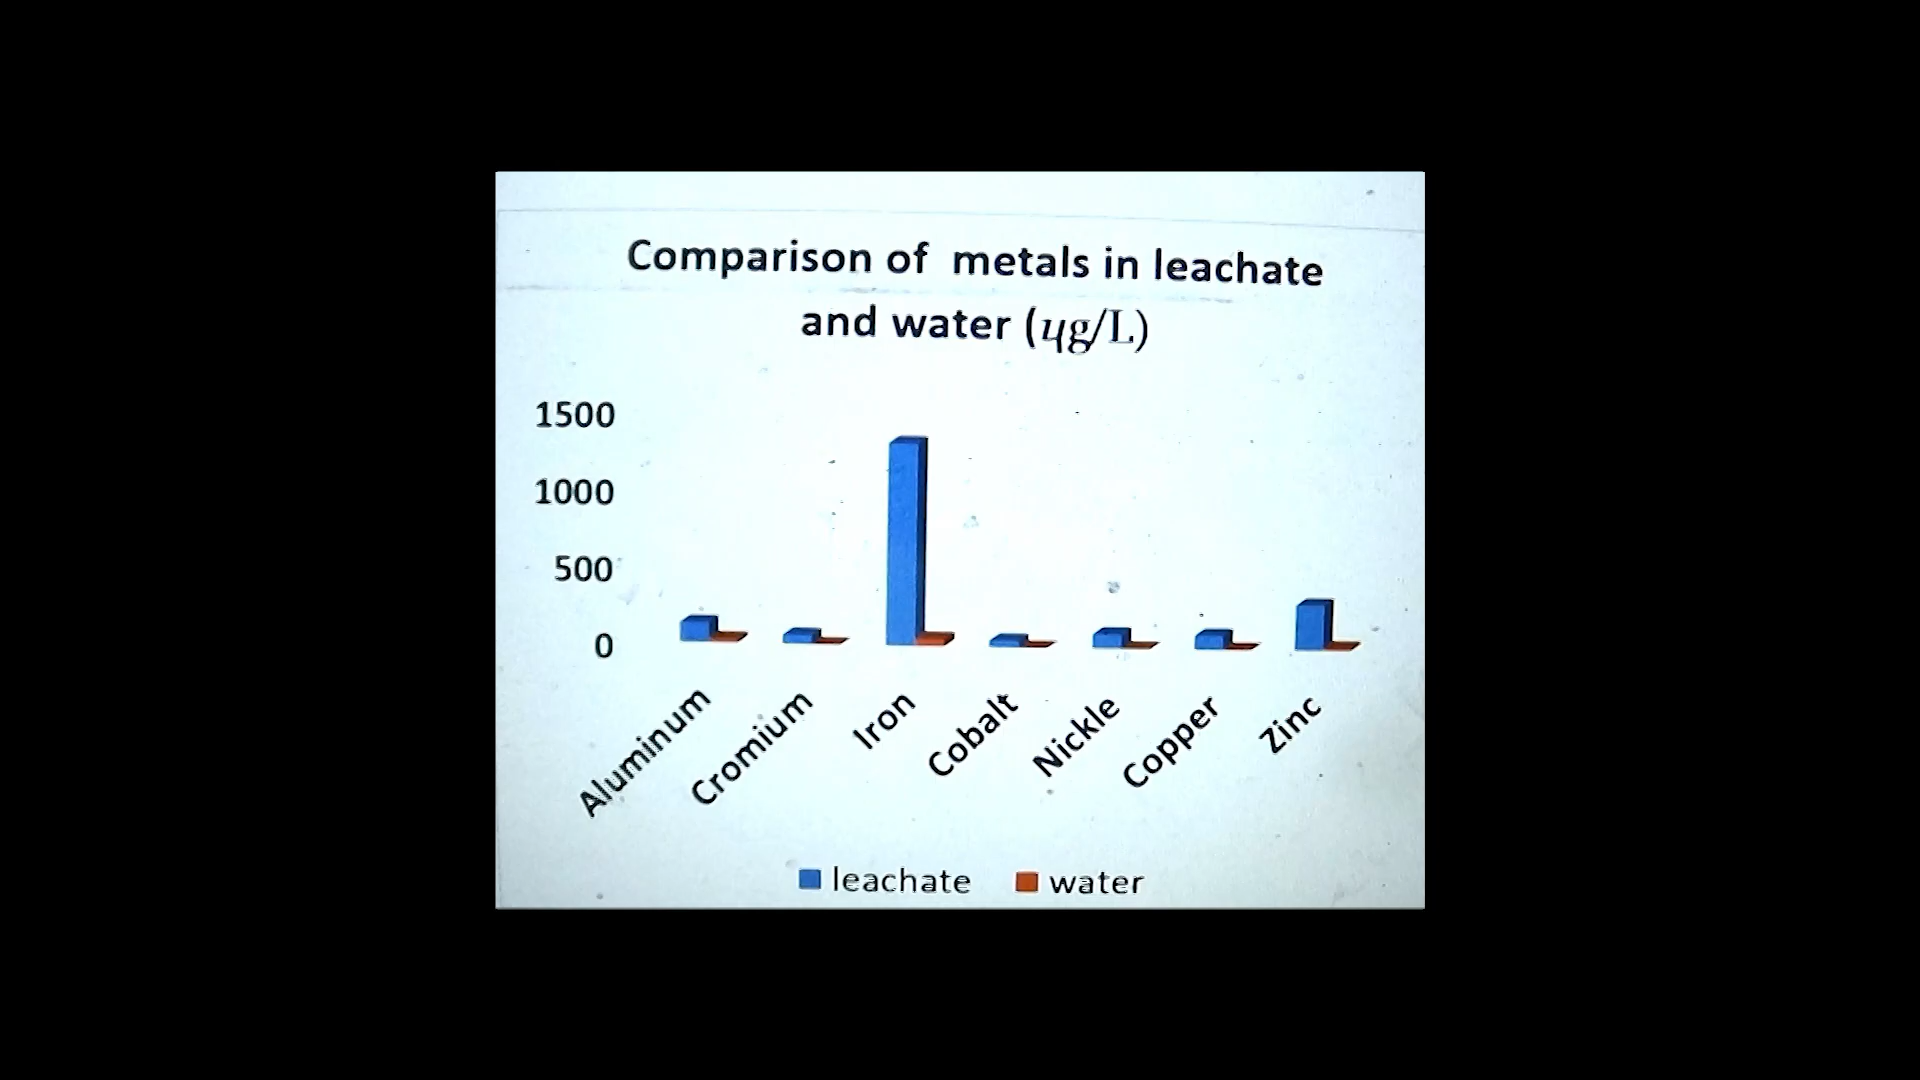 Comparison of metals in leachate
and water (ɥg/L)
1500
1000
500
0
Aluminum
Cromium
Iron
Cobalt
Nickle
Copper
Zinc
leachate
water